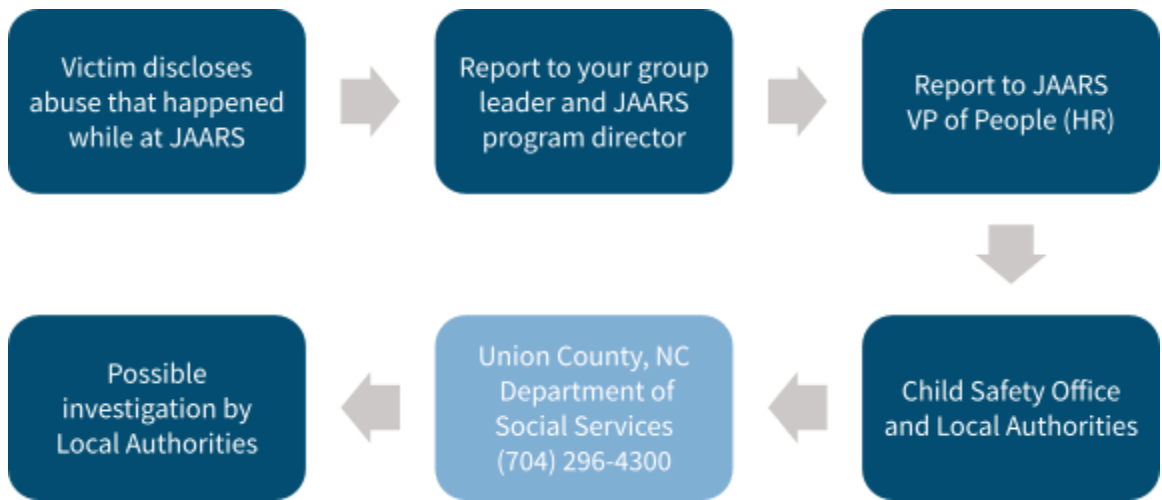 Victim discloses
abuse that happened
while at JAARS
Report to your group
leader and JAARS
program director
Report to JAARS
VP of People (HR)
Child Safety Office
and Local Authorities
Union County, NC
Department of
Social Services
(704) 296-4300
Possible
investigation by
Local Authorities